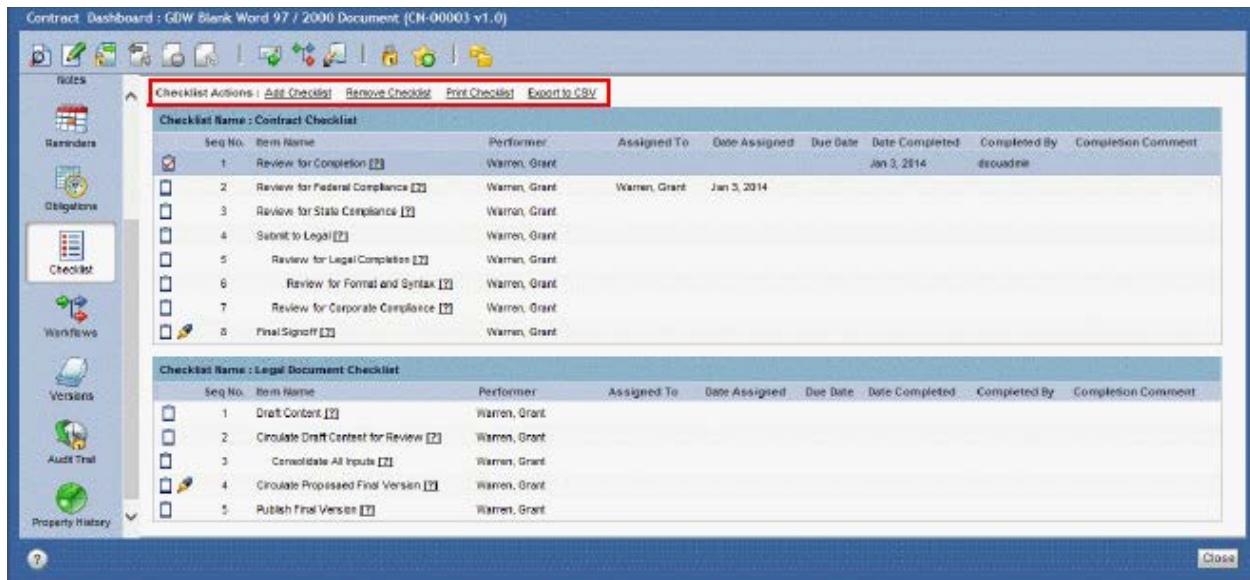 Contract Dashboard : GDW Blank Word 97 / 2000 Document (CN-00003 v1.0)
Notes
Reminders
Obligations
Checklist
Workflows
Versions
Audit Trail
Property History
Checklist Actions : Add Checklist Remove Checklist Print Checklist Export to CSV
Checklist Name : Contract Checklist
Seq No. Item Name Performer Assigned To Date Assigned Due Date Date Completed Completed By Completion Comment
1 Review for Completion [?] Warren, Grant Jan 3, 2014 dsouadmin
2 Review for Federal Compliance [?] Warren, Grant Warren, Grant Jan 3, 2014
3 Review for State Compliance [?] Warren, Grant
4 Submit to Legal [?] Warren, Grant
5 Review for Legal Completion [?] Warren, Grant
6 Review for Format and Syntax [?] Warren, Grant
7 Review for Corporate Compliance [?] Warren, Grant
8 Final Signoff [?] Warren, Grant
Checklist Name : Legal Document Checklist
Seq No. Item Name Performer Assigned To Date Assigned Due Date Date Completed Completed By Completion Comment
1 Draft Content [?] Warren, Grant
2 Circulate Draft Content for Review [?] Warren, Grant
3 Consolidate All Inputs [?] Warren, Grant
4 Circulate Propossed Final Version [?] Warren, Grant
5 Publish Final Version [?] Warren, Grant
?
Close